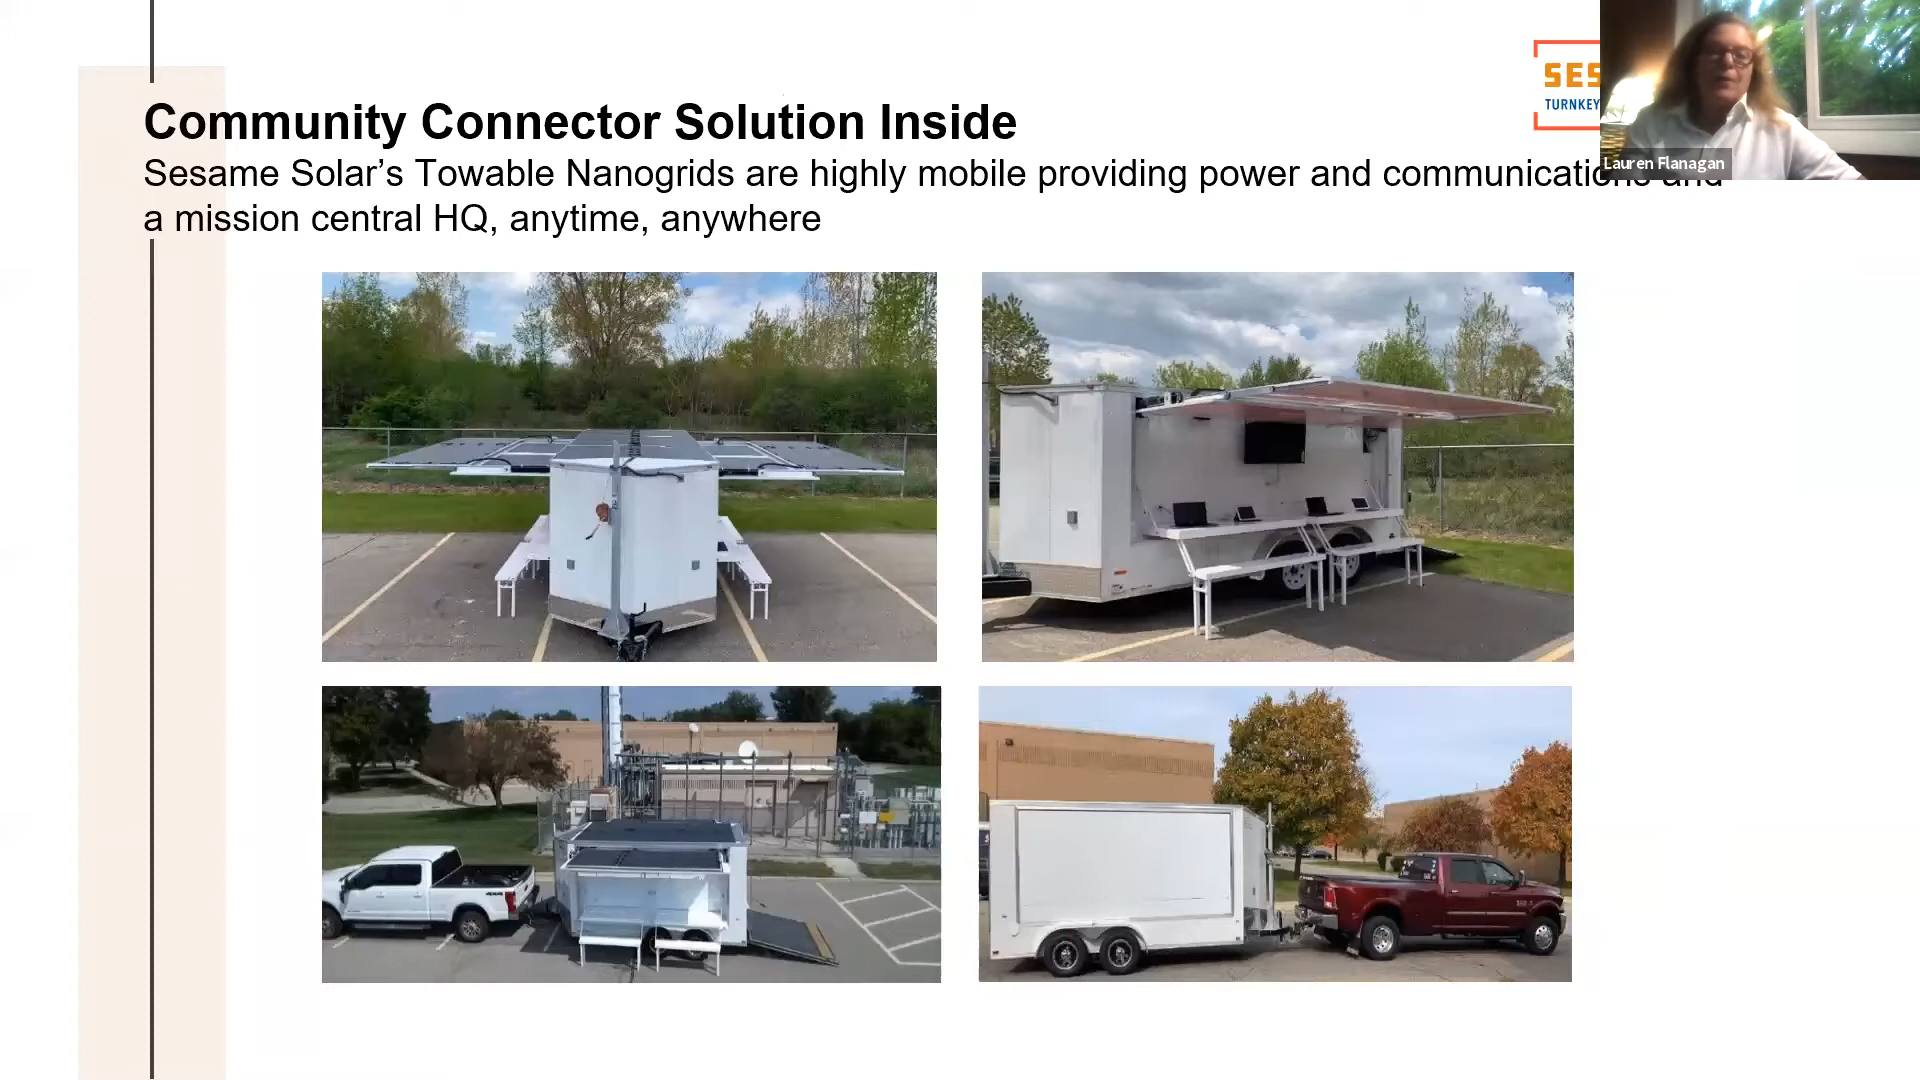 Community Connector Solution Inside
SES
TURNKEY
Lauren Flanagan
Sesame Solar’s Towable Nanogrids are highly mobile providing power and communications and
a mission central HQ, anytime, anywhere
4X4